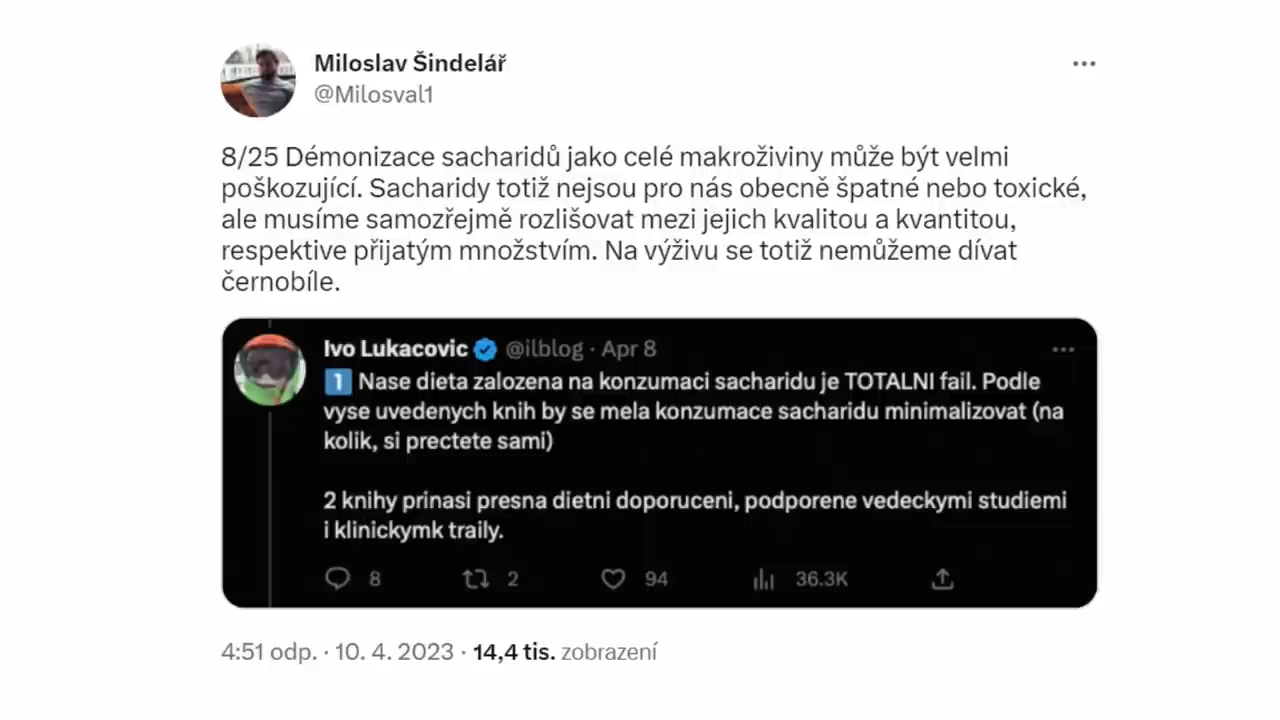 Miloslav Šindelář
@Milosval1
8/25 Démonizace sacharidů jako celé makroživiny může být velmi
poškozující. Sacharidy totiž nejsou pro nás obecně špatné nebo toxické,
ale musíme samozřejmě rozlišovat mezi jejich kvalitou a kvantitou,
respektive přijatým množstvím. Na výživu se totiž nemůžeme dívat
černobíle.
Ivo Lukacovic @ilblog · Apr 8
1 Nase dieta zalozena na konzumaci sacharidu je TOTALNI fail. Podle
vyse uvedenych knih by se mela konzumace sacharidu minimalizovat (na
kolik, si prectete sami)
2 knihy prinasi presna dietni doporuceni, podporene vedeckymi studiemi
i klinickymk traily.
8 2 94 36.3K
4:51 odp. · 10. 4. 2023 · 14,4 tis. zobrazení